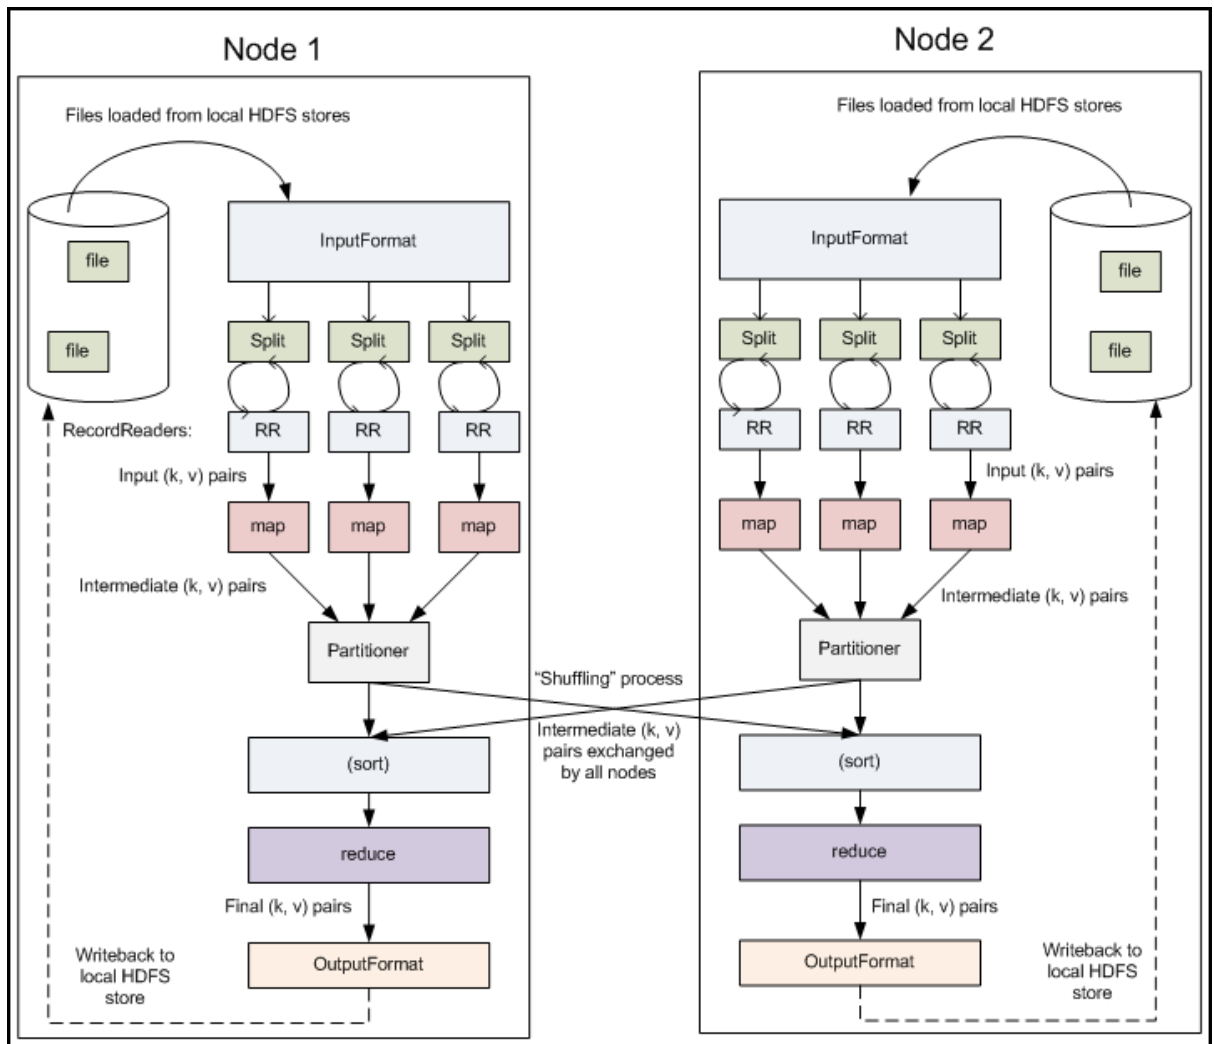 Node 1
Files loaded from local HDFS stores
file
file
InputFormat
Split
Split
Split
RecordReaders:
RR
RR
RR
Input (k, v) pairs
map
map
map
Intermediate (k, v) pairs
Partitioner
(sort)
reduce
Final (k, v) pairs
OutputFormat
Writeback to
local HDFS
store
“Shuffling” process
Intermediate (k, v)
pairs exchanged
by all nodes
Node 2
Files loaded from local HDFS stores
InputFormat
file
file
Split
Split
Split
RR
RR
RR
Input (k, v) pairs
map
map
map
Intermediate (k, v) pairs
Partitioner
(sort)
reduce
Final (k, v) pairs
OutputFormat
Writeback to
local HDFS
store